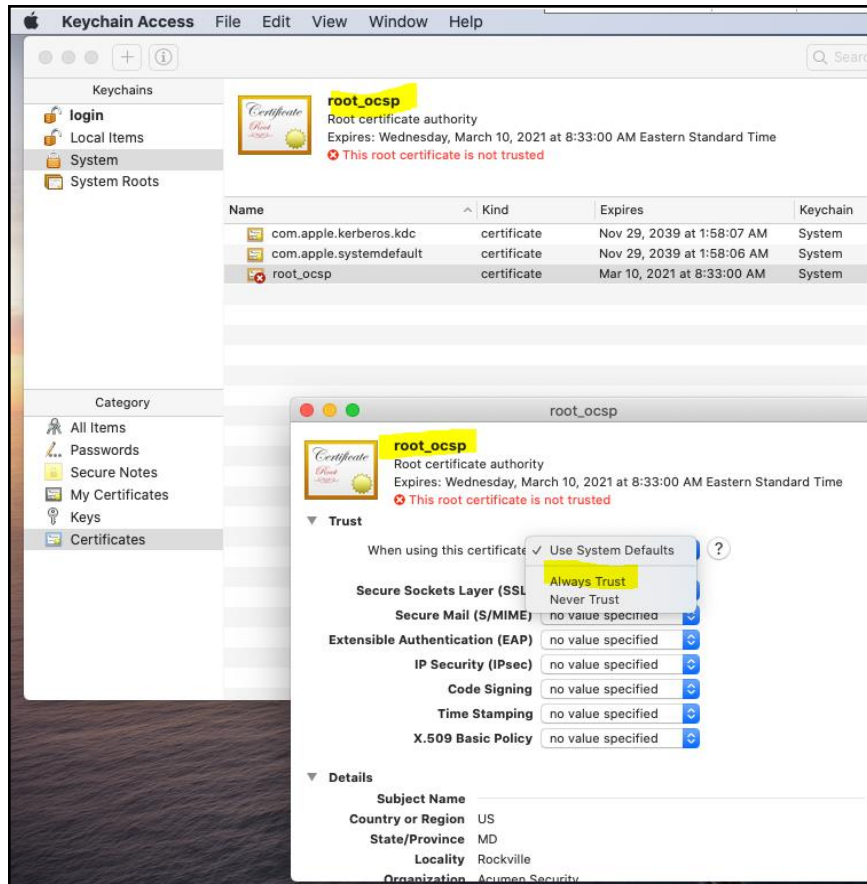 Keychain Access File Edit View Window Help
Keychains
login
Local Items
System
System Roots
Certificate
Root
root_ocsp
Root certificate authority
Expires: Wednesday, March 10, 2021 at 8:33:00 AM Eastern Standard Time
This root certificate is not trusted
Name Kind Expires Keychain
com.apple.kerberos.kdc certificate Nov 29, 2039 at 1:58:07 AM System
com.apple.systemdefault certificate Nov 29, 2039 at 1:58:06 AM System
root_ocsp certificate Mar 10, 2021 at 8:33:00 AM System
Category
All Items
Passwords
Secure Notes
My Certificates
Keys
Certificates
root_ocsp
Certificate
Root
root_ocsp
Root certificate authority
Expires: Wednesday, March 10, 2021 at 8:33:00 AM Eastern Standard Time
This root certificate is not trusted
Trust
When using this certificate ✓ Use System Defaults ?
Always Trust
Never Trust
Secure Sockets Layer (SSL
Secure Mail (S/MIME) no value specified
Extensible Authentication (EAP) no value specified
IP Security (IPsec) no value specified
Code Signing no value specified
Time Stamping no value specified
X.509 Basic Policy no value specified
Details
Subject Name
Country or Region US
State/Province MD
Locality Rockville
Organization Acumen Security